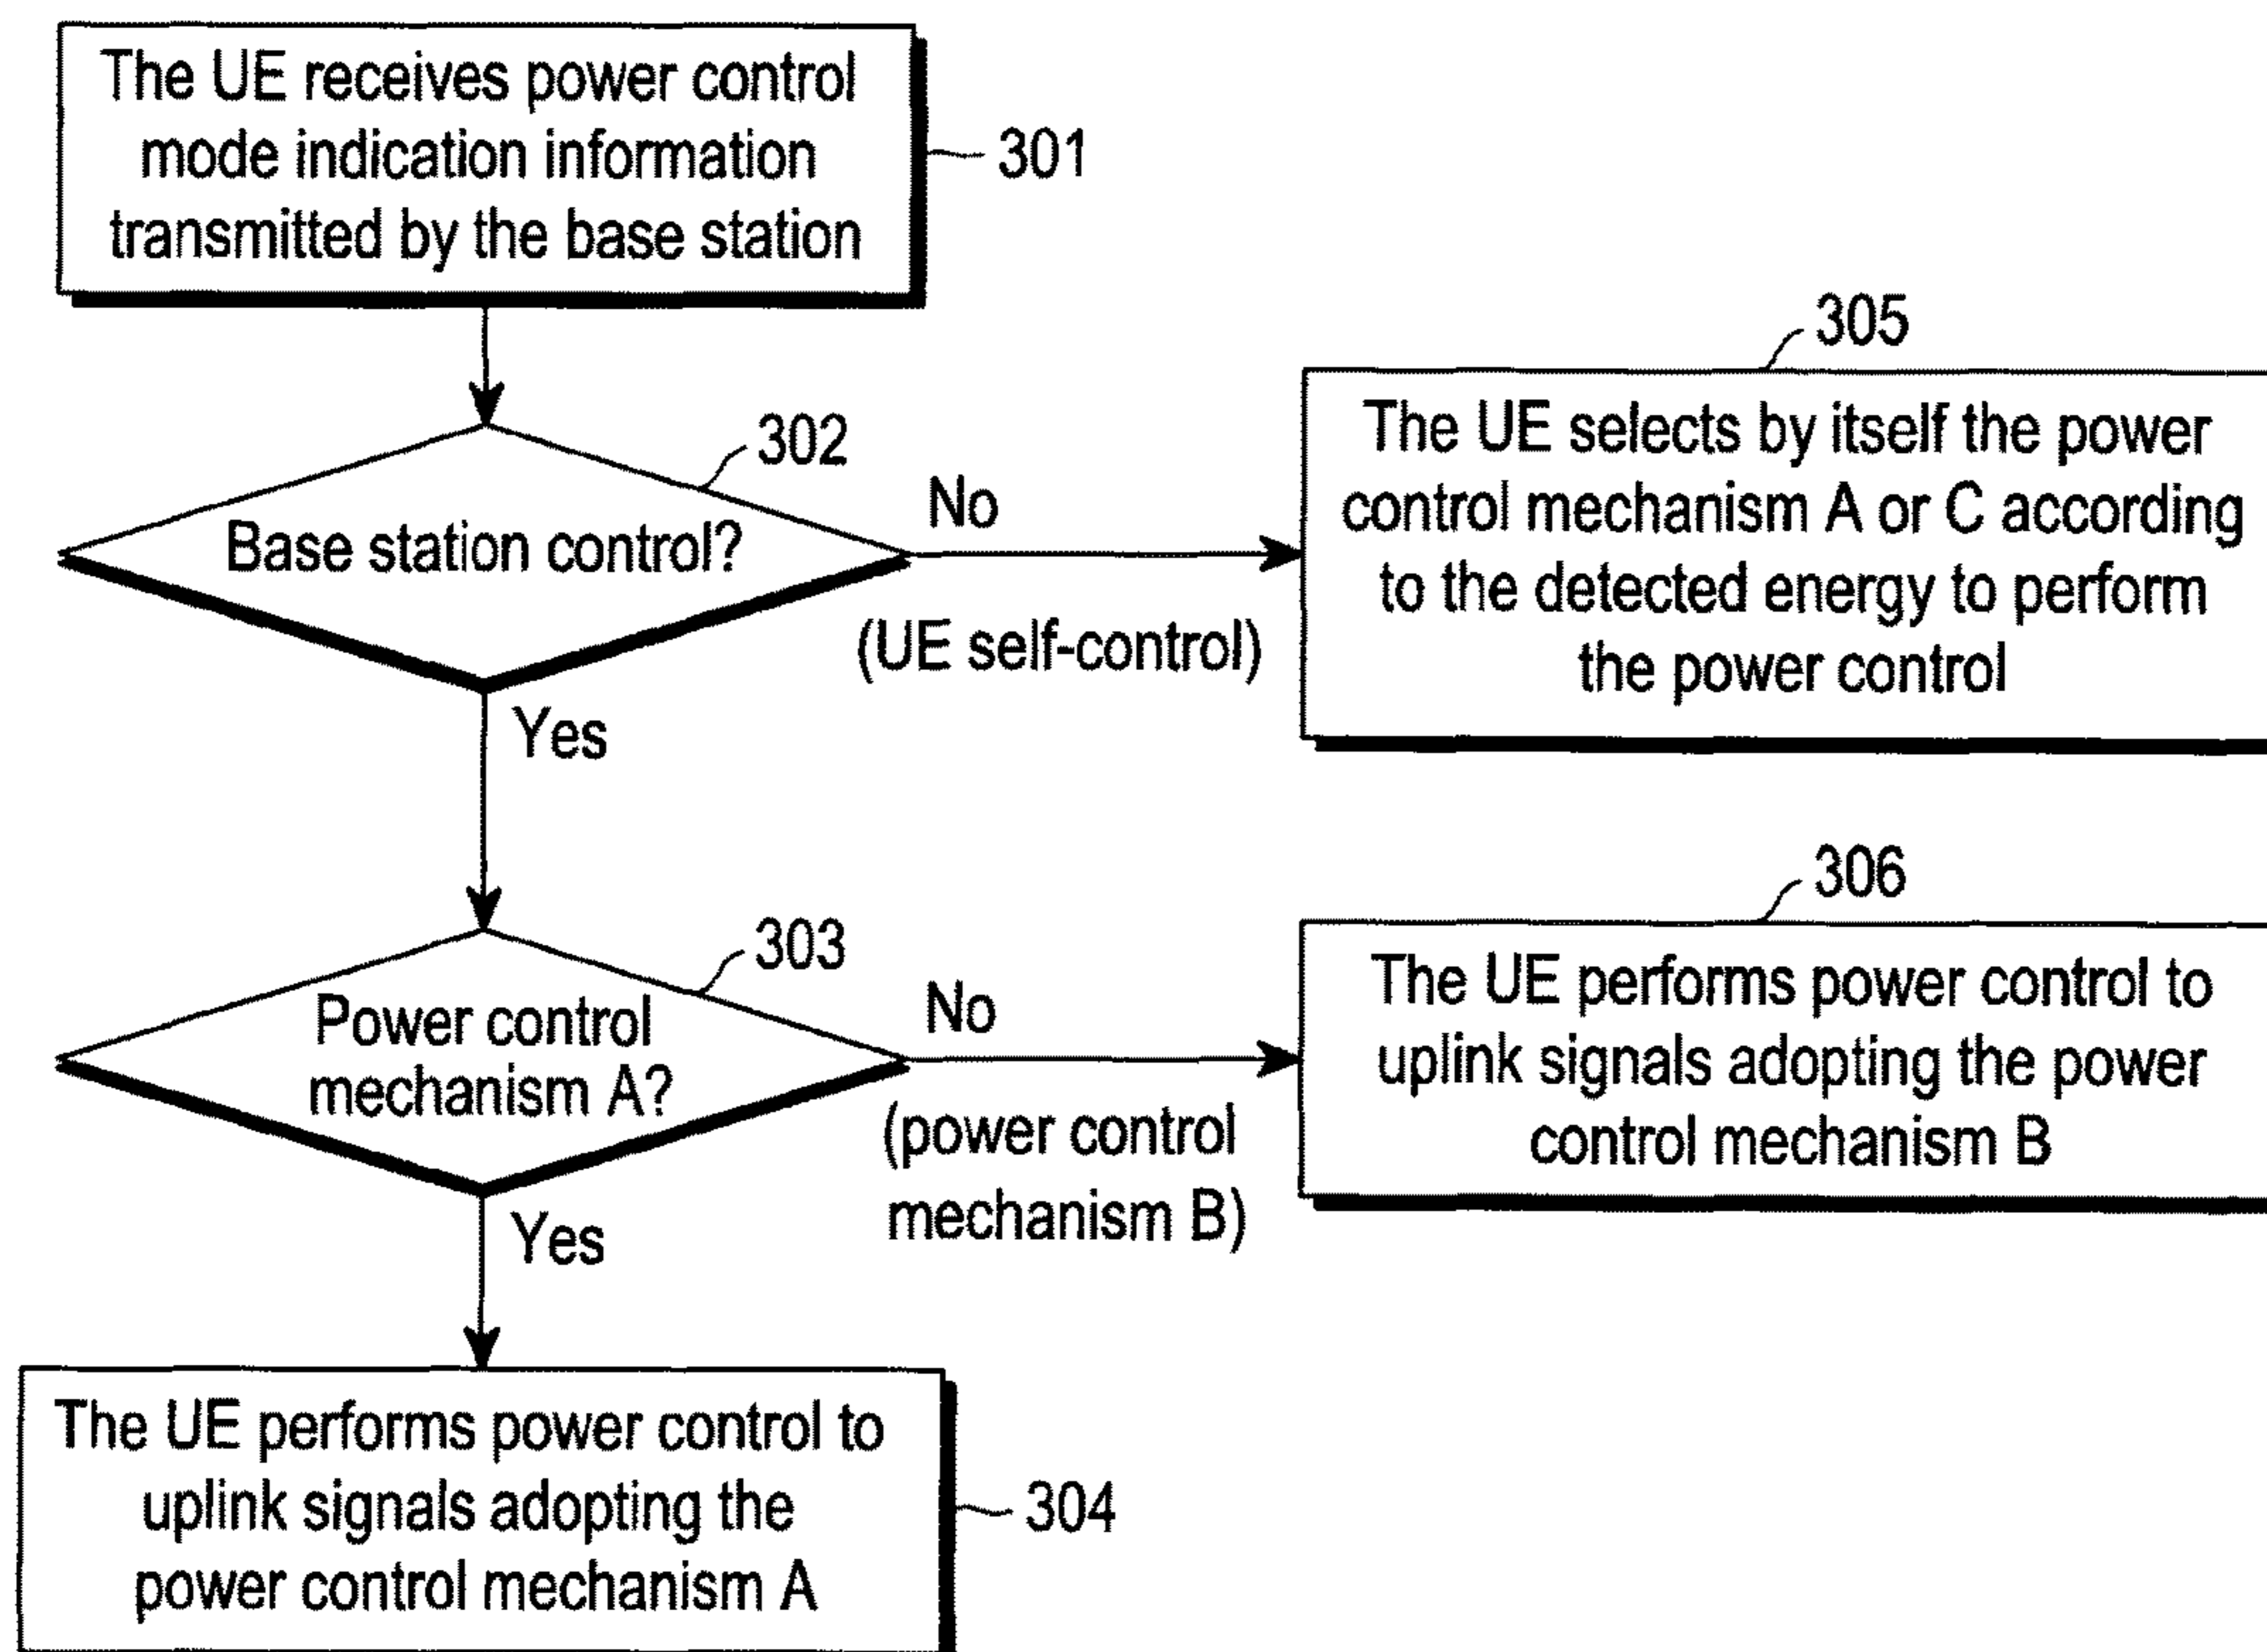 The UE receives power control
mode indication information
transmitted by the base station
301
302
Base station control?
No
(UE self-control)
305
The UE selects by itself the power
control mechanism A or C according
to the detected energy to perform
the power control
Yes
303
Power control
mechanism A?
No
(power control
mechanism B)
306
The UE performs power control to
uplink signals adopting the power
control mechanism B
Yes
The UE performs power control to
uplink signals adopting the
power control mechanism A
304